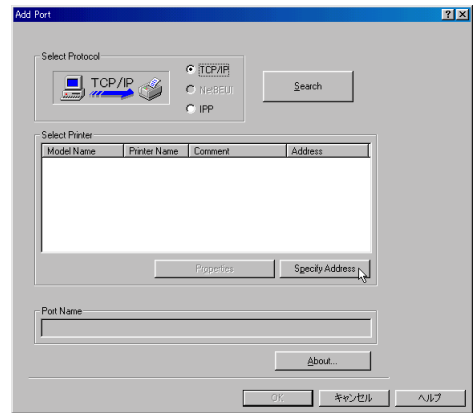 Add Port
Select Protocol
TCP/IP
TCP/IP
NetBEUI
IPP
Search
Select Printer
Model Name Printer Name Comment Address
Properties Specify Address
Port Name
About...
OK キャンセル ヘルプ